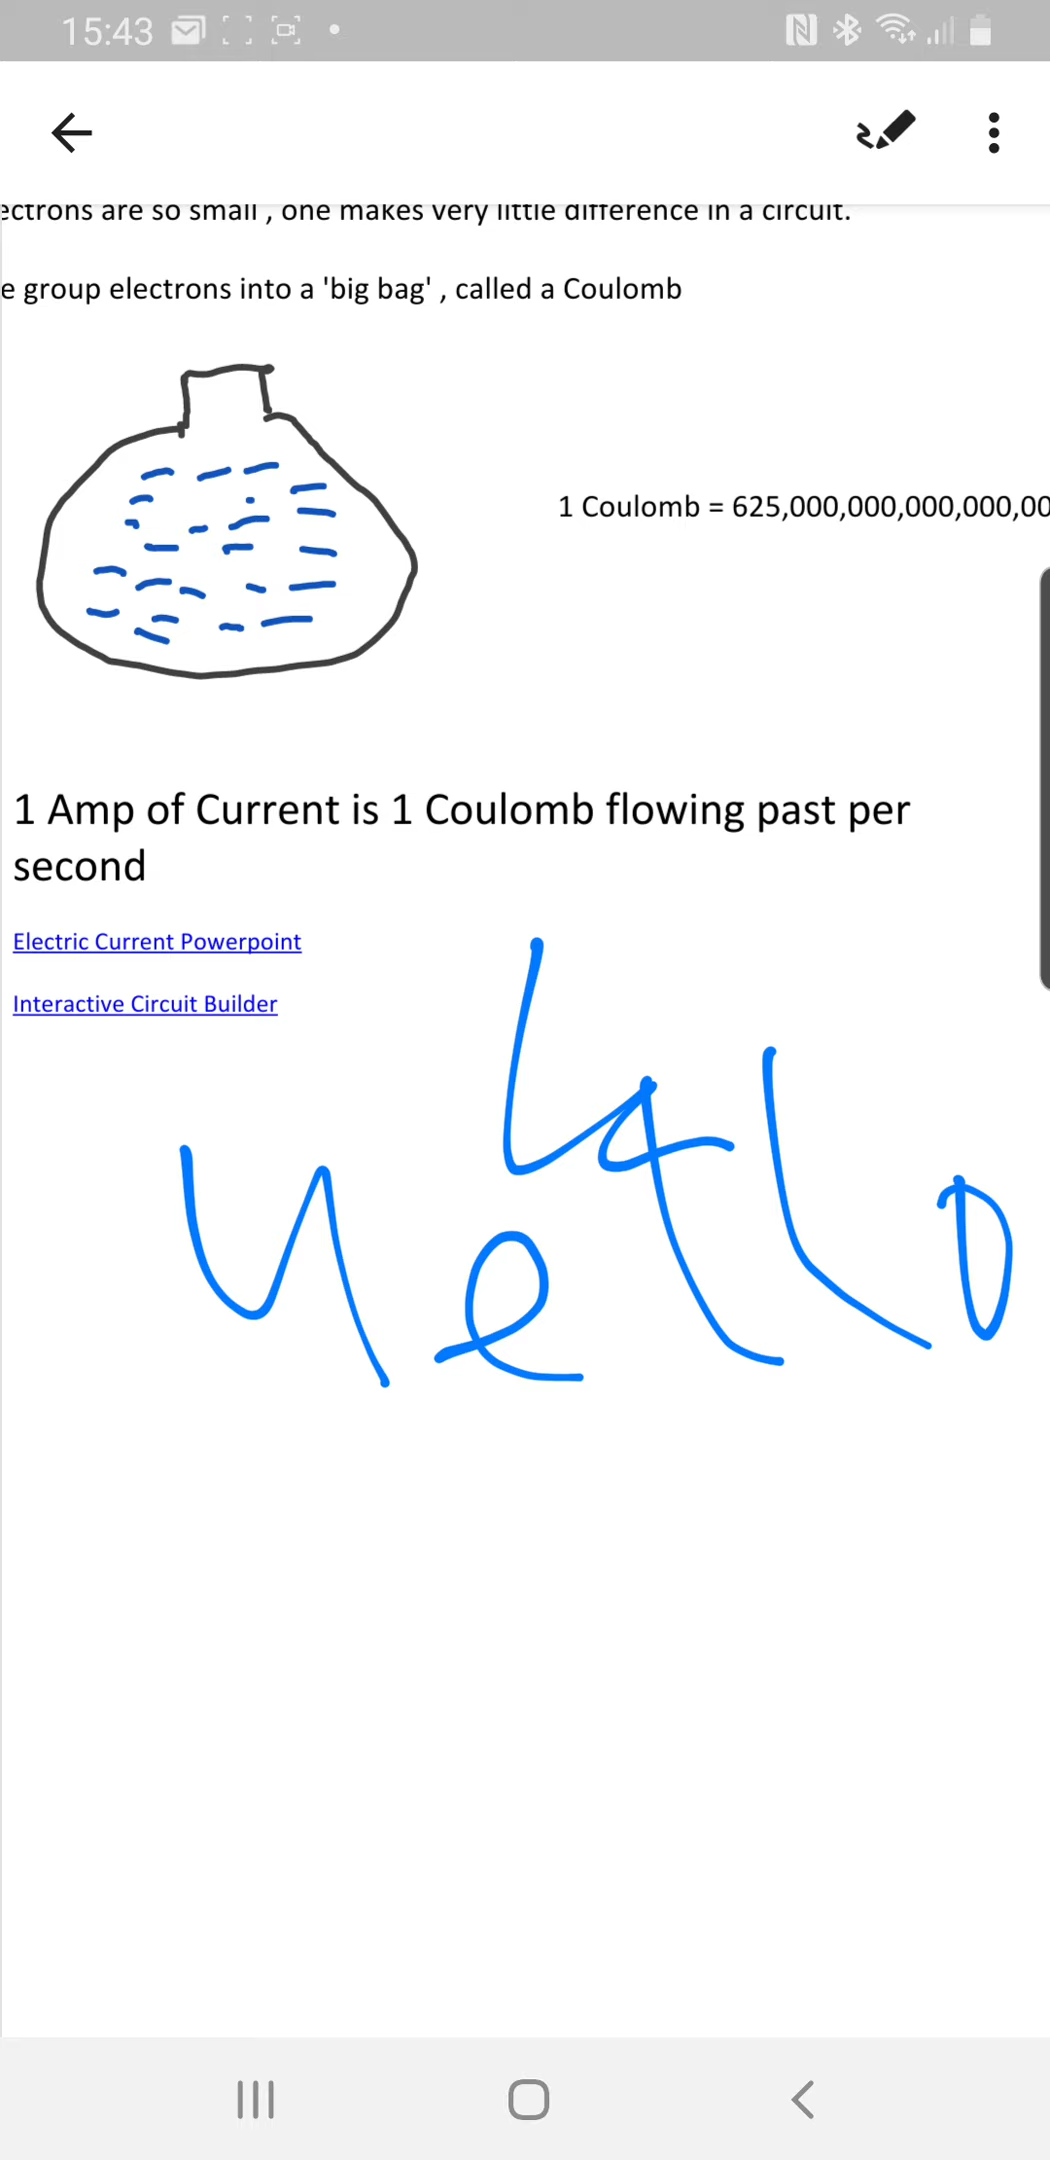 15:43
ectrons are so small , one makes very little difference in a circuit.
e group electrons into a 'big bag' , called a Coulomb
1 Coulomb = 625,000,000,000,000,00
1 Amp of Current is 1 Coulomb flowing past per
second
Electric Current Powerpoint
Interactive Circuit Builder